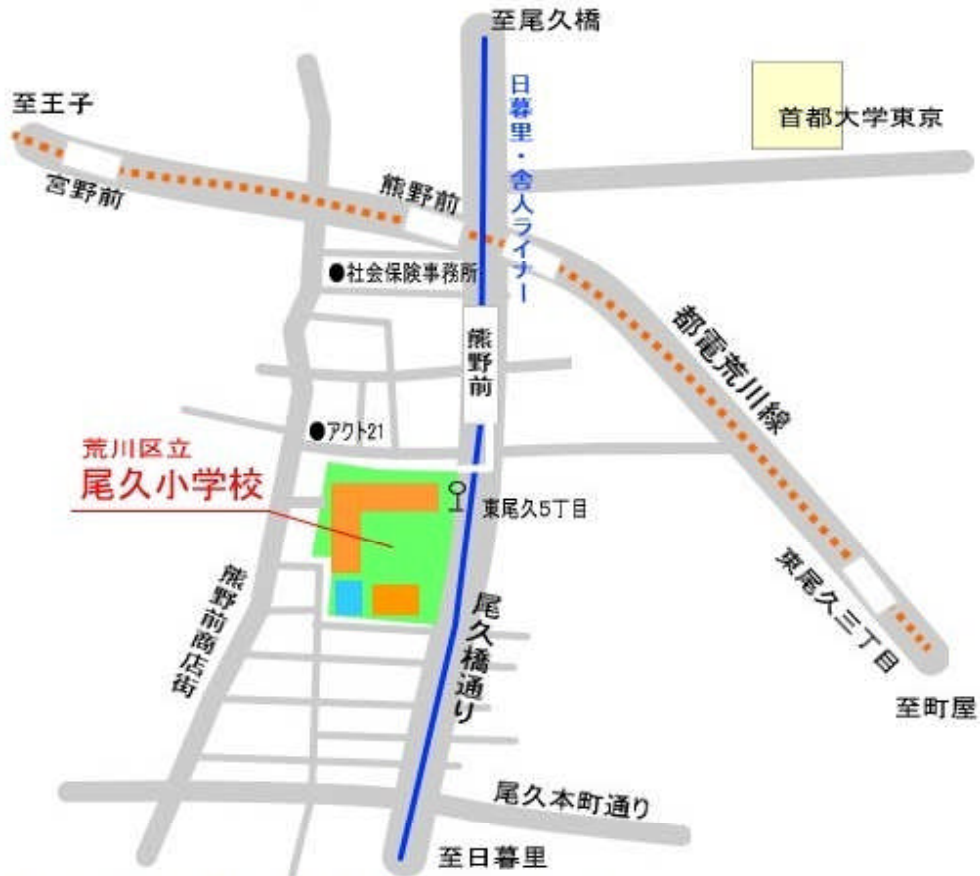 至尾久橋
至王子
日暮里・舎人ライナー
首都大学東京
宮野前
熊野前
●社会保険事務所
熊野前
都電荒川線
●アクト21
荒川区立
尾久小学校
東尾久5丁目
東尾久三丁目
熊野前商店街
尾久橋通り
至町屋
尾久本町通り
至日暮里